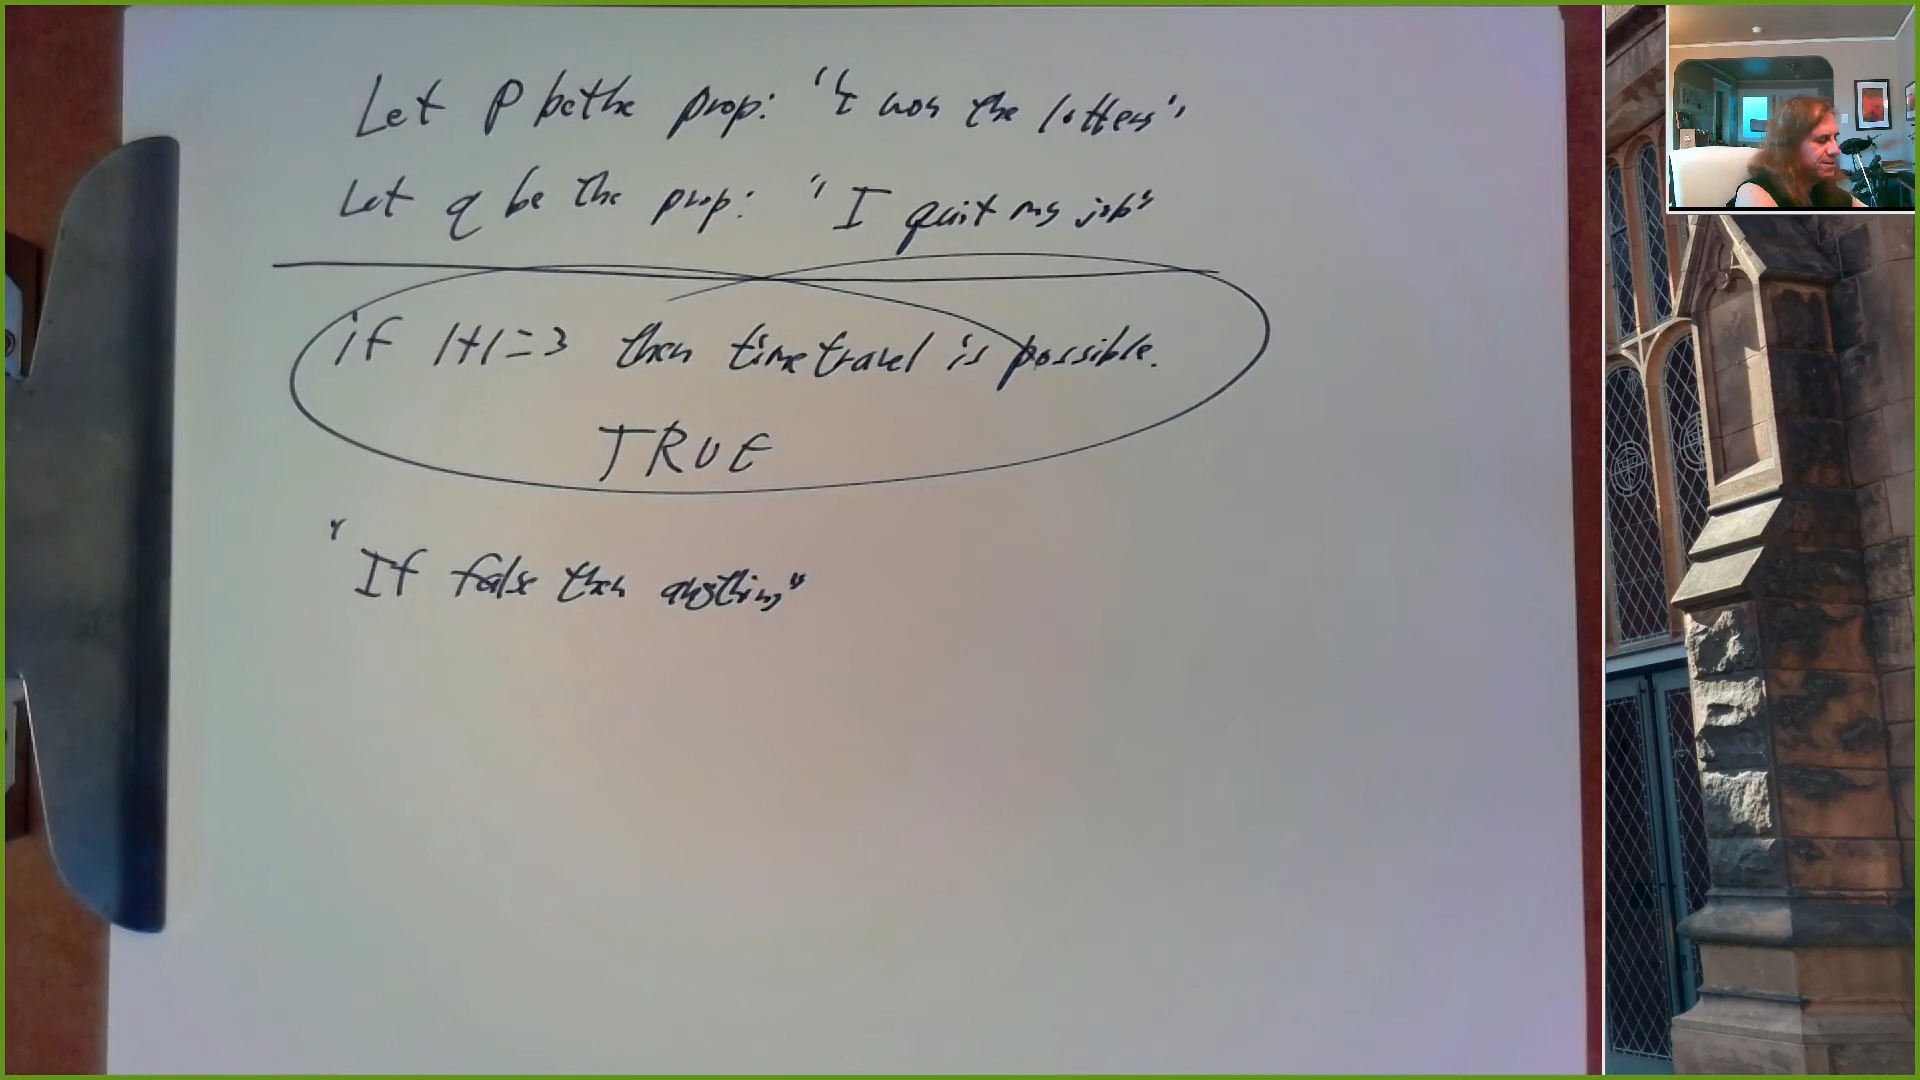 Let P be the prop: "I won the lottery"
Let q be the prop: "I quit my job"
if 1+1=3 then time travel is possible.
TRUE
"If false then anything"